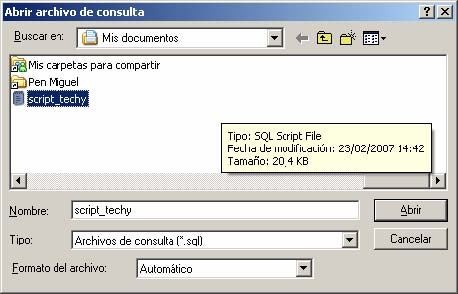 Abrir archivo de consulta
Buscar en: Mis documentos
Mis carpetas para compartir
Pen Miguel
script_techy
Tipo: SQL Script File
Fecha de modificación: 23/02/2007 14:42
Tamaño: 20,4 KB
Nombre: script_techy Abrir
Tipo: Archivos de consulta (*.sql) Cancelar
Formato del archivo: Automático